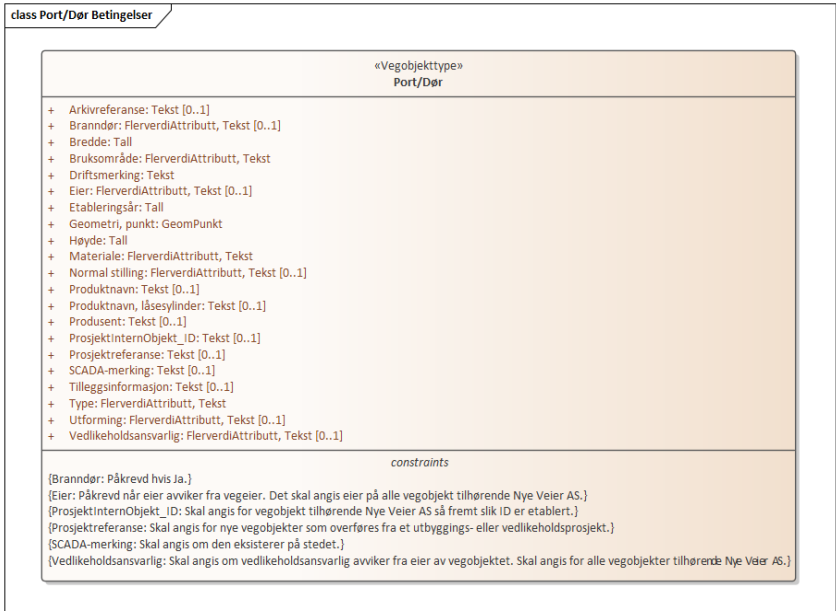 class Port/Dør Betingelser
«Vegobjekttype»
Port/Dør
+ Arkivreferanse: Tekst [0..1]
+ Branndør: FlerverdiAttributt, Tekst [0..1]
+ Bredde: Tall
+ Bruksområde: FlerverdiAttributt, Tekst
+ Driftsmerking: Tekst
+ Eier: FlerverdiAttributt, Tekst [0..1]
+ Etableringsår: Tall
+ Geometri, punkt: GeomPunkt
+ Høyde: Tall
+ Materiale: FlerverdiAttributt, Tekst
+ Normal stilling: FlerverdiAttributt, Tekst [0..1]
+ Produktnavn: Tekst [0..1]
+ Produktnavn, låsesylinder: Tekst [0..1]
+ Produsent: Tekst [0..1]
+ ProsjektInternObjekt_ID: Tekst [0..1]
+ Prosjektreferanse: Tekst [0..1]
+ SCADA-merking: Tekst [0..1]
+ Tilleggsinformasjon: Tekst [0..1]
+ Type: FlerverdiAttributt, Tekst
+ Utforming: FlerverdiAttributt, Tekst [0..1]
+ Vedlikeholdsansvarlig: FlerverdiAttributt, Tekst [0..1]
constraints
{Branndør: Påkrevd hvis Ja.}
{Eier: Påkrevd når eier avviker fra vegeier. Det skal angis eier på alle vegobjekt tilhørende Nye Veier AS.}
{ProsjektInternObjekt_ID: Skal angis for vegobjekt tilhørende Nye Veier AS så fremt slik ID er etablert.}
{Prosjektreferanse: Skal angis for nye vegobjekter som overføres fra et utbyggings- eller vedlikeholdsprosjekt.}
{SCADA-merking: Skal angis om den eksisterer på stedet.}
{Vedlikeholdsansvarlig: Skal angis om vedlikeholdsansvarlig avviker fra eier av vegobjektet. Skal angis for alle vegobjekter tilhørende Nye Veier AS.}